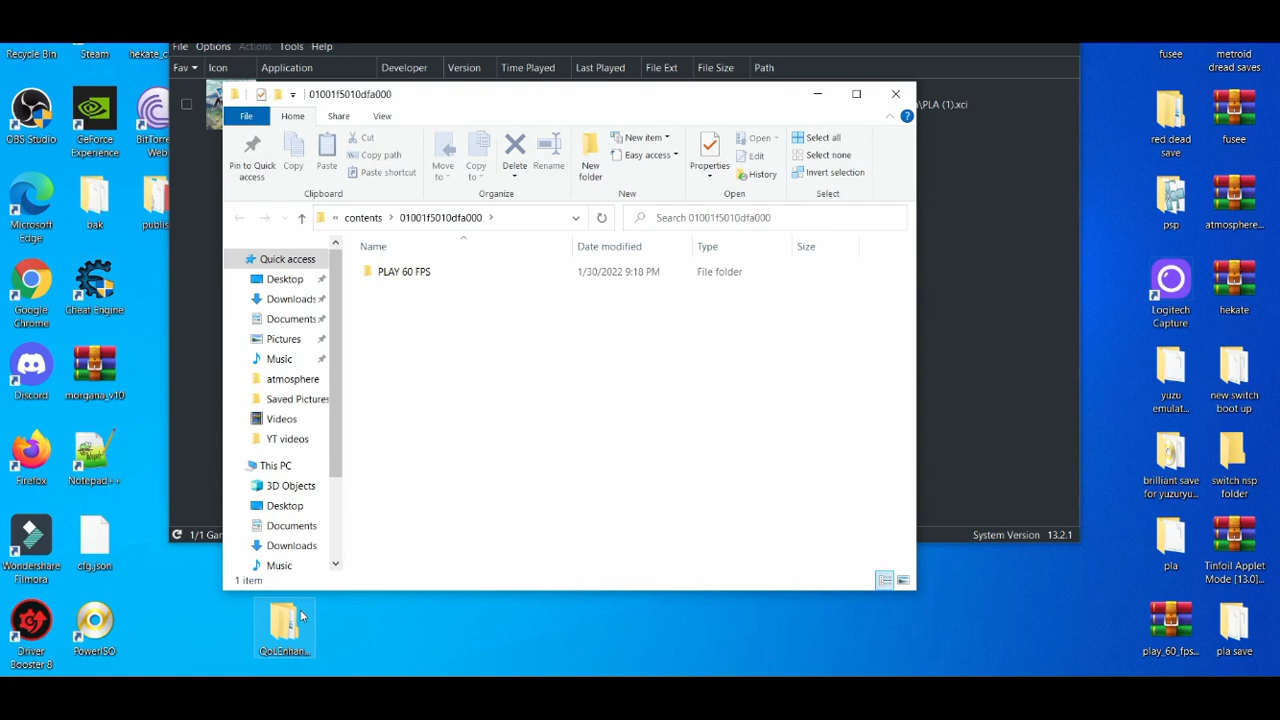 Recycle Bin
Steam
hekate_c
OBS Studio
GeForce
Experience
BitTorre
Web
Microsoft
Edge
bak
publis
Google
Chrome
Cheat Engine
Discord
morgana_v10
Firefox
Notepad++
Wondershare
Filmora
cfg.json
Driver
Booster 8
PowerISO
QoLEnhan...
File Options Actions Tools Help
Fav Icon Application Developer Version Time Played Last Played File Ext File Size Path
\PLA (1).xci
01001f5010dfa000
File Home Share View
Pin to Quick
access
Copy
Paste
Cut
Copy path
Paste shortcut
Clipboard
Move
to
Copy
to
Delete
Rename
Organize
New
folder
New item
Easy access
New
Properties
Open
Edit
History
Open
Select all
Select none
Invert selection
Select
« contents › 01001f5010dfa000 ›
Search 01001f5010dfa000
Name Date modified Type Size
PLAY 60 FPS 1/30/2022 9:18 PM File folder
Quick access
Desktop
Downloads
Documents
Pictures
Music
atmosphere
Saved Pictures
Videos
YT videos
This PC
3D Objects
Desktop
Documents
Downloads
Music
1 item
1/1 Gar
System Version 13.2.1
fusee
metroid
dread saves
red dead
save
fusee
psp
atmosphere...
Logitech
Capture
hekate
yuzu
emulat...
new switch
boot up
brilliant save
for yuzuryu...
switch nsp
folder
pla
Tinfoil Applet
Mode [13.0]...
play_60_fps...
pla save